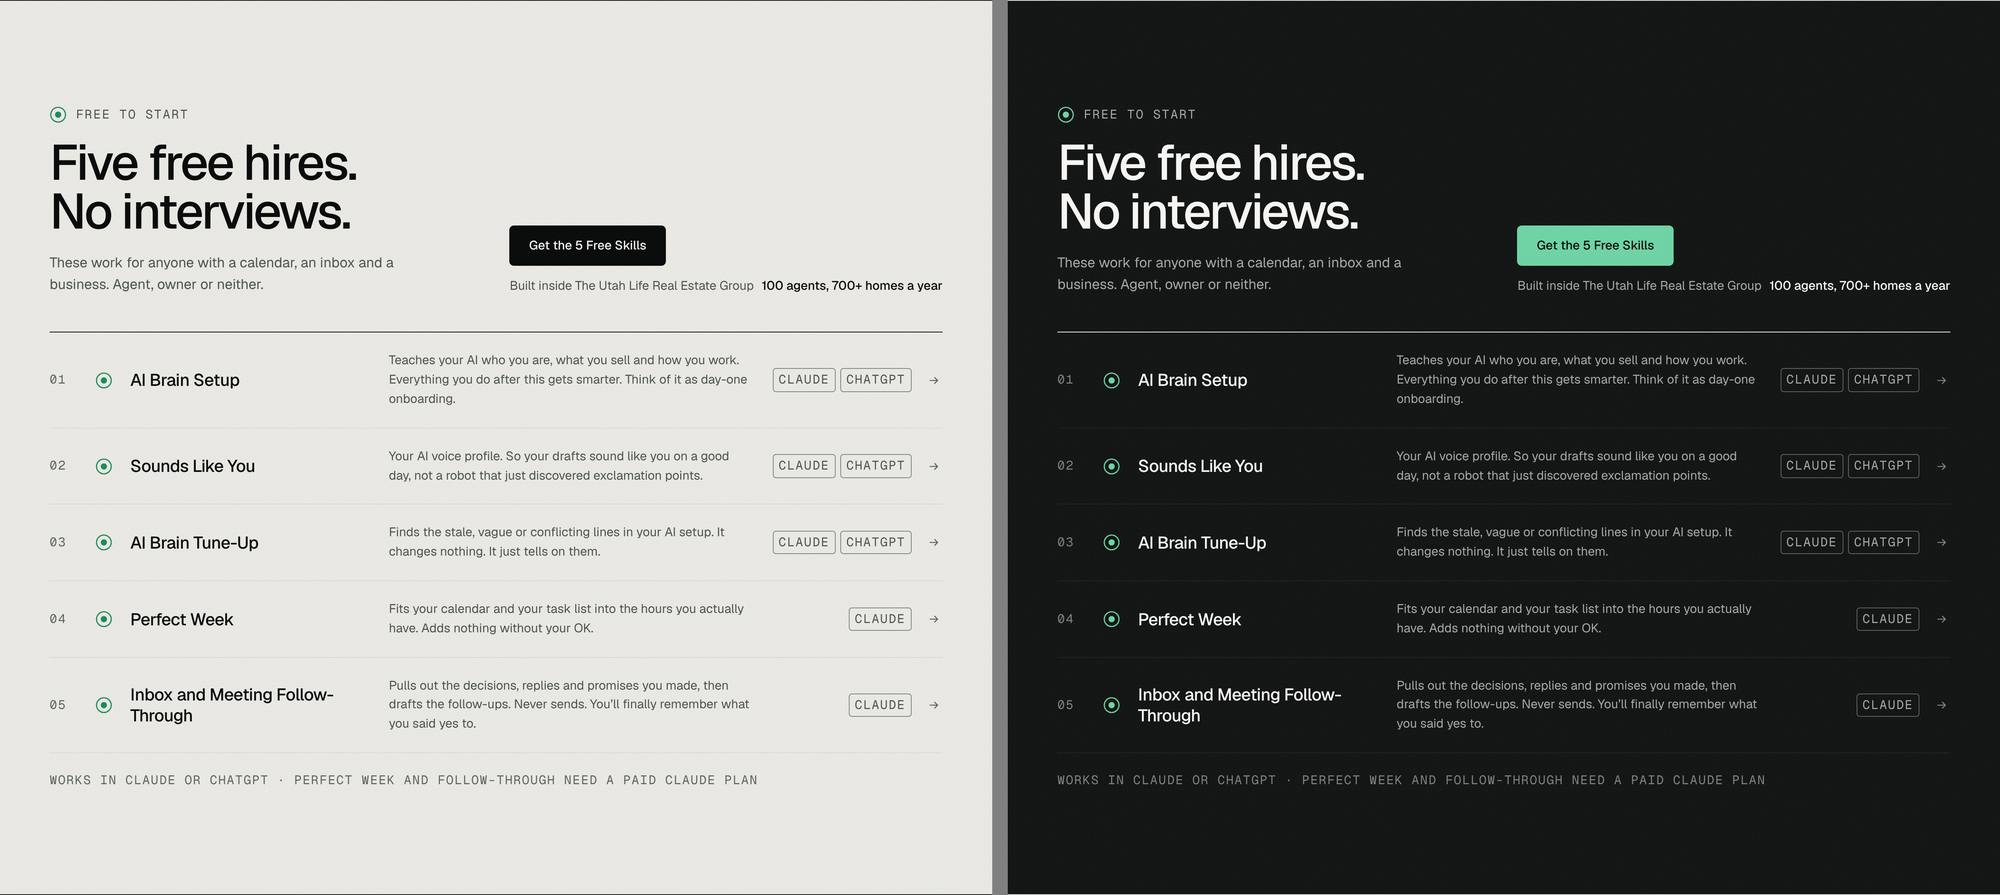 FREE TO START
Five free hires.
No interviews.
These work for anyone with a calendar, an inbox and a
business. Agent, owner or neither.
Get the 5 Free Skills
Built inside The Utah Life Real Estate Group 100 agents, 700+ homes a year
01 AI Brain Setup
Teaches your AI who you are, what you sell and how you work.
Everything you do after this gets smarter. Think of it as day-one
onboarding.
CLAUDE CHATGPT →
02 Sounds Like You
Your AI voice profile. So your drafts sound like you on a good
day, not a robot that just discovered exclamation points.
CLAUDE CHATGPT →
03 AI Brain Tune-Up
Finds the stale, vague or conflicting lines in your AI setup. It
changes nothing. It just tells on them.
CLAUDE CHATGPT →
04 Perfect Week
Fits your calendar and your task list into the hours you actually
have. Adds nothing without your OK.
CLAUDE →
05 Inbox and Meeting Follow-
Through
Pulls out the decisions, replies and promises you made, then
drafts the follow-ups. Never sends. You'll finally remember what
you said yes to.
CLAUDE →
WORKS IN CLAUDE OR CHATGPT · PERFECT WEEK AND FOLLOW-THROUGH NEED A PAID CLAUDE PLAN
FREE TO START
Five free hires.
No interviews.
These work for anyone with a calendar, an inbox and a
business. Agent, owner or neither.
Get the 5 Free Skills
Built inside The Utah Life Real Estate Group 100 agents, 700+ homes a year
01 AI Brain Setup
Teaches your AI who you are, what you sell and how you work.
Everything you do after this gets smarter. Think of it as day-one
onboarding.
CLAUDE CHATGPT →
02 Sounds Like You
Your AI voice profile. So your drafts sound like you on a good
day, not a robot that just discovered exclamation points.
CLAUDE CHATGPT →
03 AI Brain Tune-Up
Finds the stale, vague or conflicting lines in your AI setup. It
changes nothing. It just tells on them.
CLAUDE CHATGPT →
04 Perfect Week
Fits your calendar and your task list into the hours you actually
have. Adds nothing without your OK.
CLAUDE →
05 Inbox and Meeting Follow-
Through
Pulls out the decisions, replies and promises you made, then
drafts the follow-ups. Never sends. You'll finally remember what
you said yes to.
CLAUDE →
WORKS IN CLAUDE OR CHATGPT · PERFECT WEEK AND FOLLOW-THROUGH NEED A PAID CLAUDE PLAN